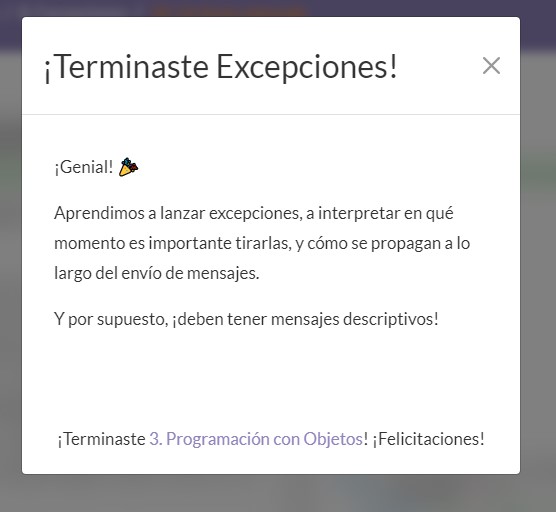 ¡Terminaste Excepciones!
¡Genial! 🎉
Aprendimos a lanzar excepciones, a interpretar en qué
momento es importante tirarlas, y cómo se propagan a lo
largo del envío de mensajes.
Y por supuesto, ¡deben tener mensajes descriptivos!
¡Terminaste 3. Programación con Objetos! ¡Felicitaciones!